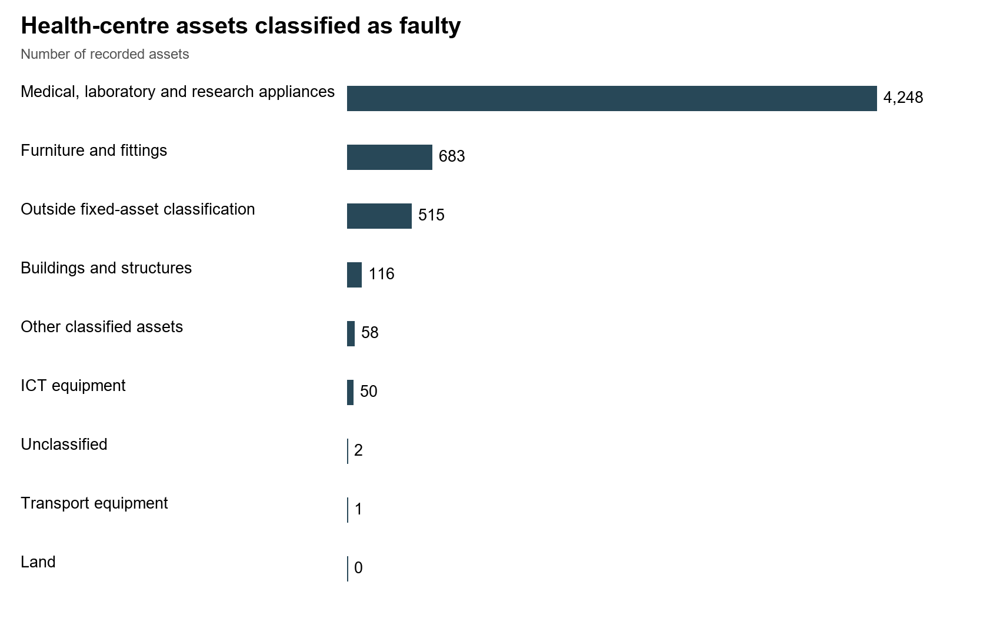 Health-centre assets classified as faulty
Number of recorded assets
Medical, laboratory and research appliances 4,248
Furniture and fittings 683
Outside fixed-asset classification 515
Buildings and structures 116
Other classified assets 58
ICT equipment 50
Unclassified 2
Transport equipment 1
Land 0